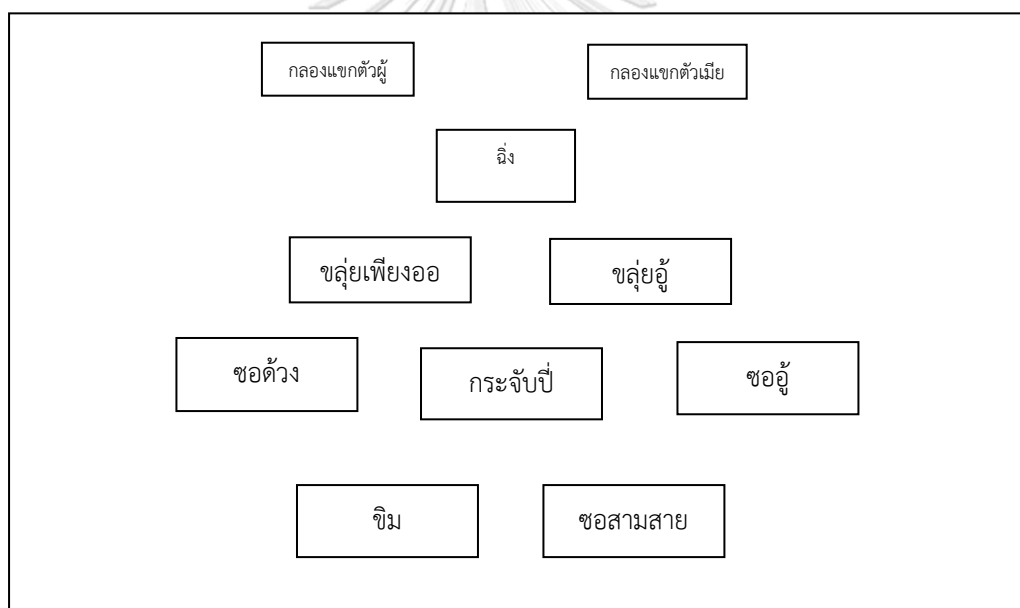 กลองแขกตัวผู้
กลองแขกตัวเมีย
ฉิ่ง
ขลุ่ยเพียงออ
ขลุ่ยอู้
ซอด้วง
กระจับปี่
ซออู้
ขิม
ซอสามสาย